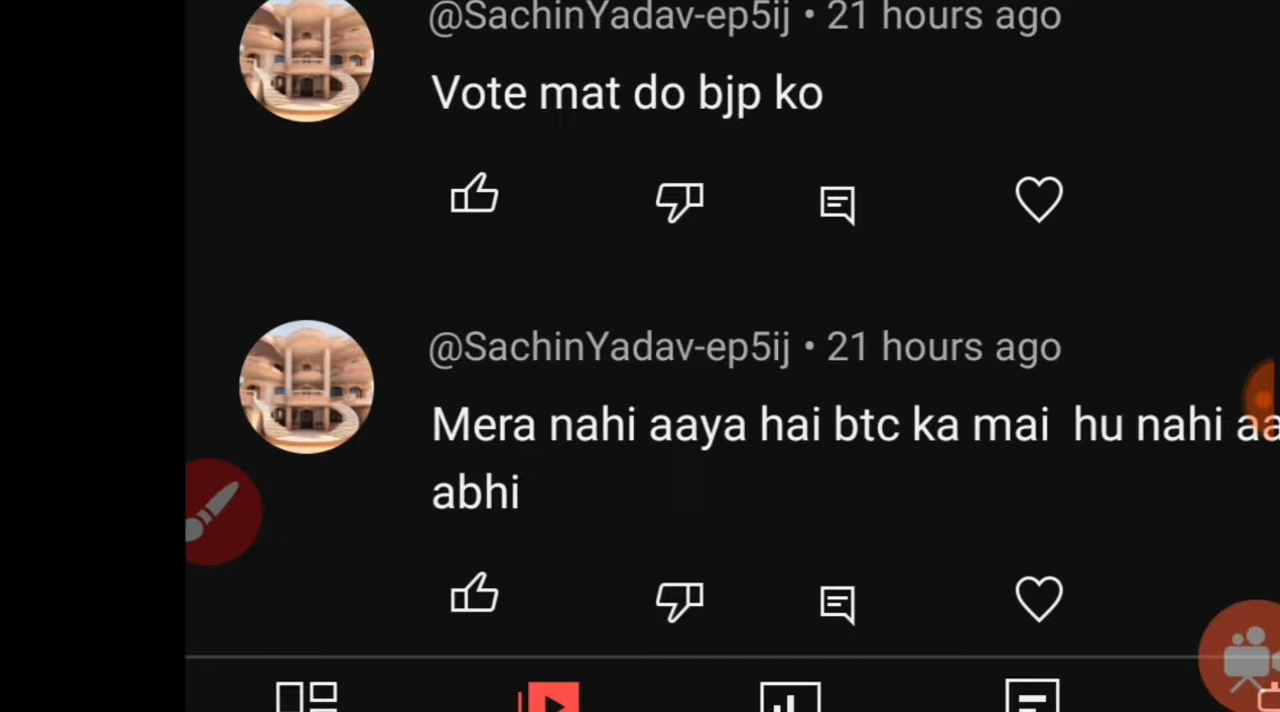 @SachinYadav-ep5ij • 21 hours ago
Vote mat do bjp ko
@SachinYadav-ep5ij • 21 hours ago
Mera nahi aaya hai btc ka mai hu nahi
abhi